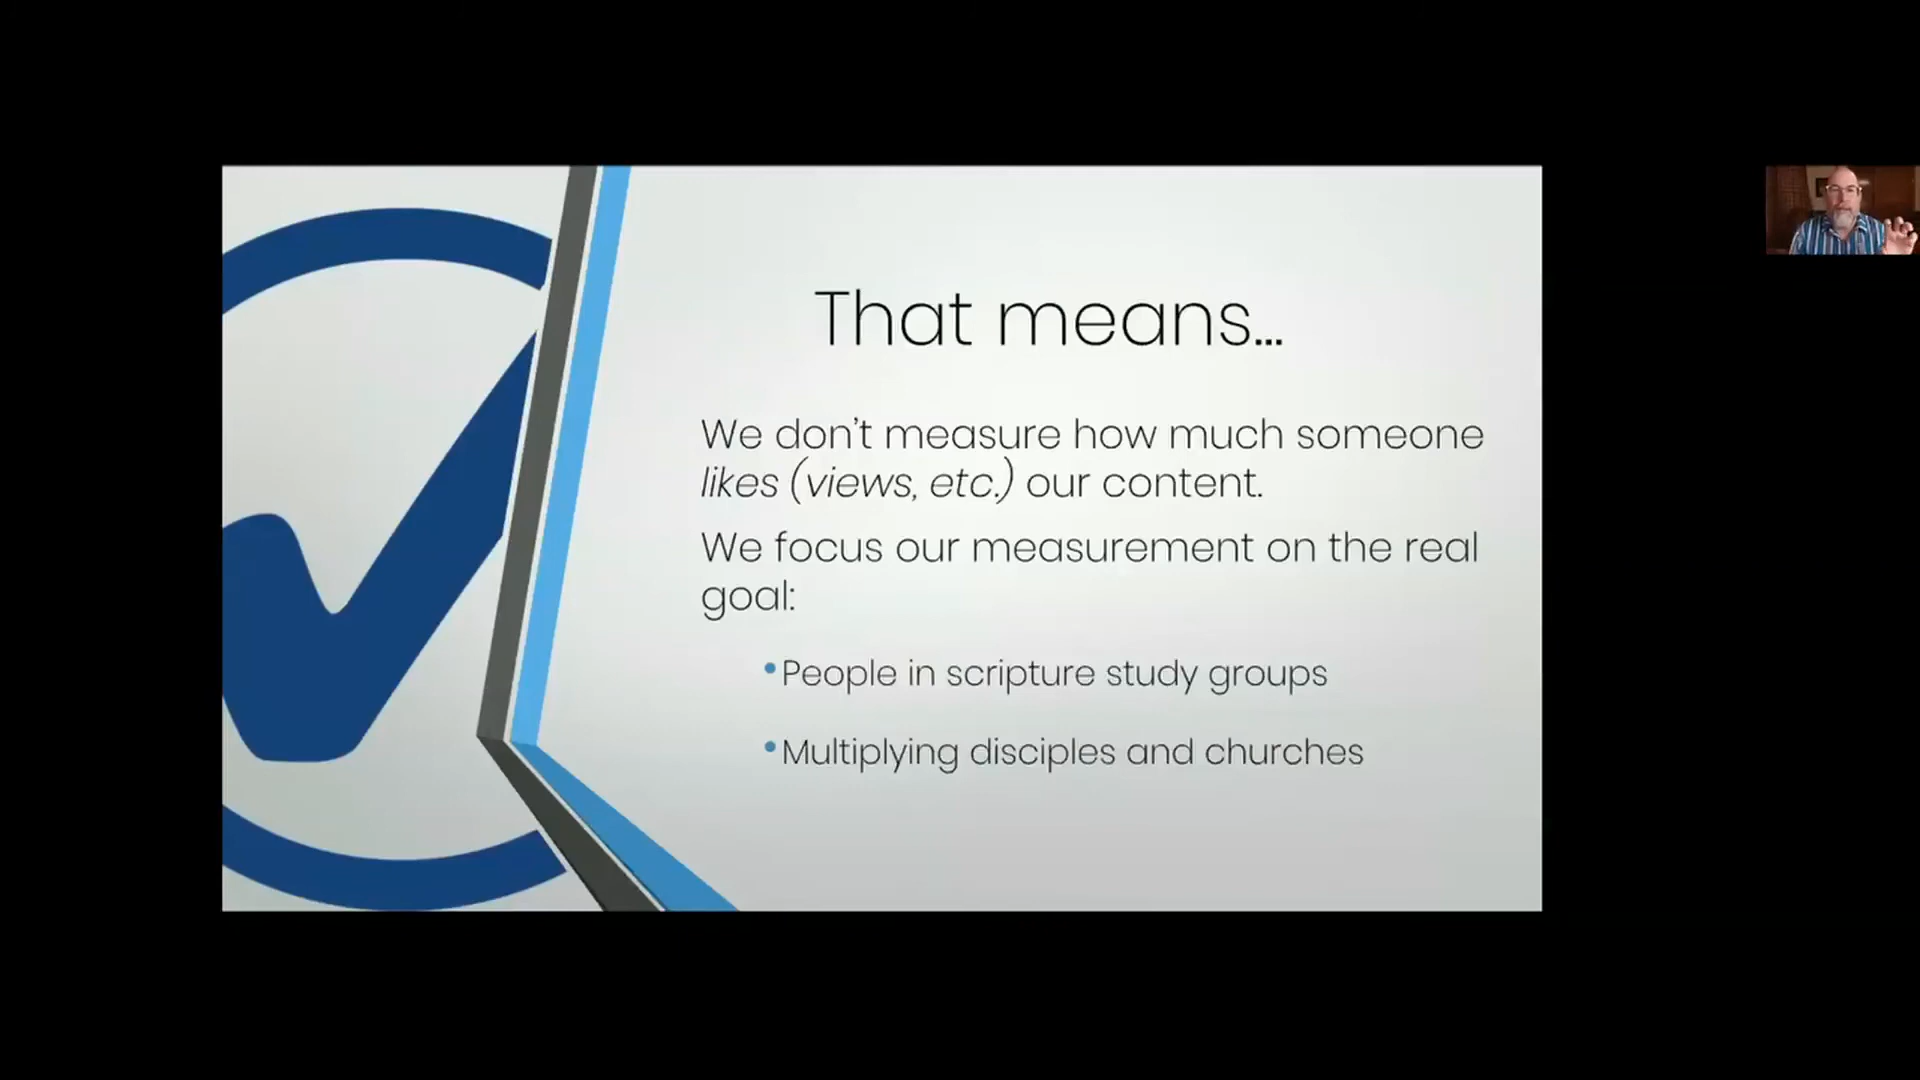 That means...
We don't measure how much someone
likes (views, etc.) our content.
We focus our measurement on the real
goal:
•People in scripture study groups
•Multiplying disciples and churches